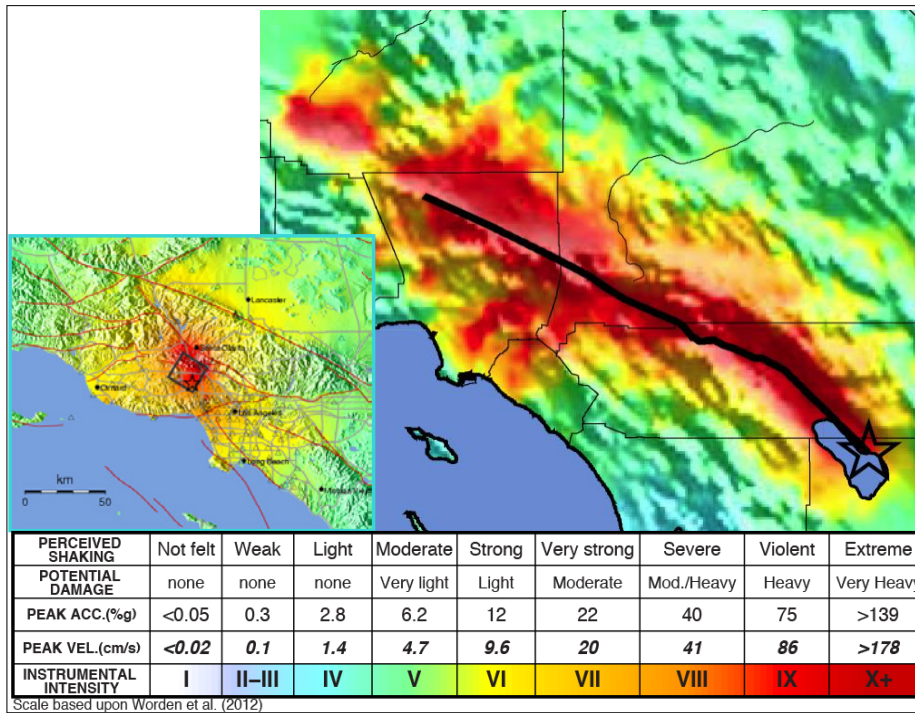 Lancaster
Oxnard
Los Angeles
Long Beach
km
0 50
PERCEIVED SHAKING Not felt Weak Light Moderate Strong Very strong Severe Violent Extreme
POTENTIAL DAMAGE none none none Very light Light Moderate Mod./Heavy Heavy Very Heavy
PEAK ACC.(%g) <0.05 0.3 2.8 6.2 12 22 40 75 >139
PEAK VEL.(cm/s) <0.02 0.1 1.4 4.7 9.6 20 41 86 >178
INSTRUMENTAL INTENSITY I II–III IV V VI VII VIII IX X+
Scale based upon Worden et al. (2012)